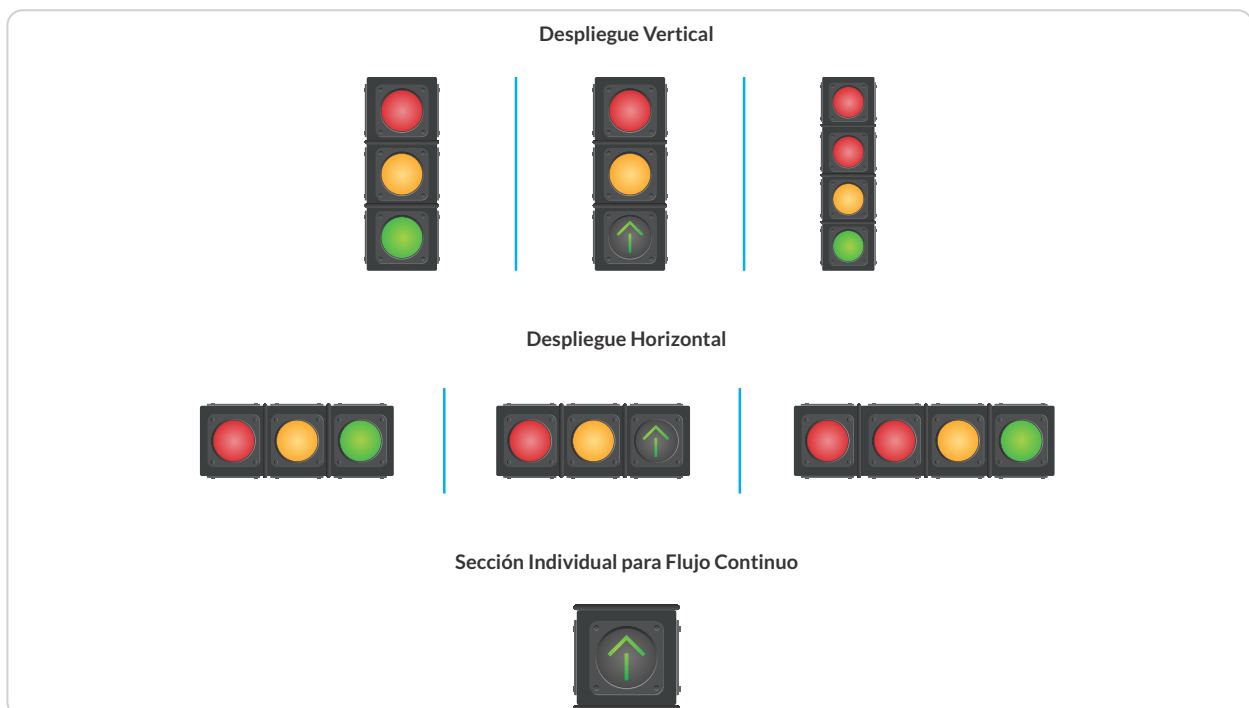 Despliegue Vertical
Despliegue Horizontal
Sección Individual para Flujo Continuo